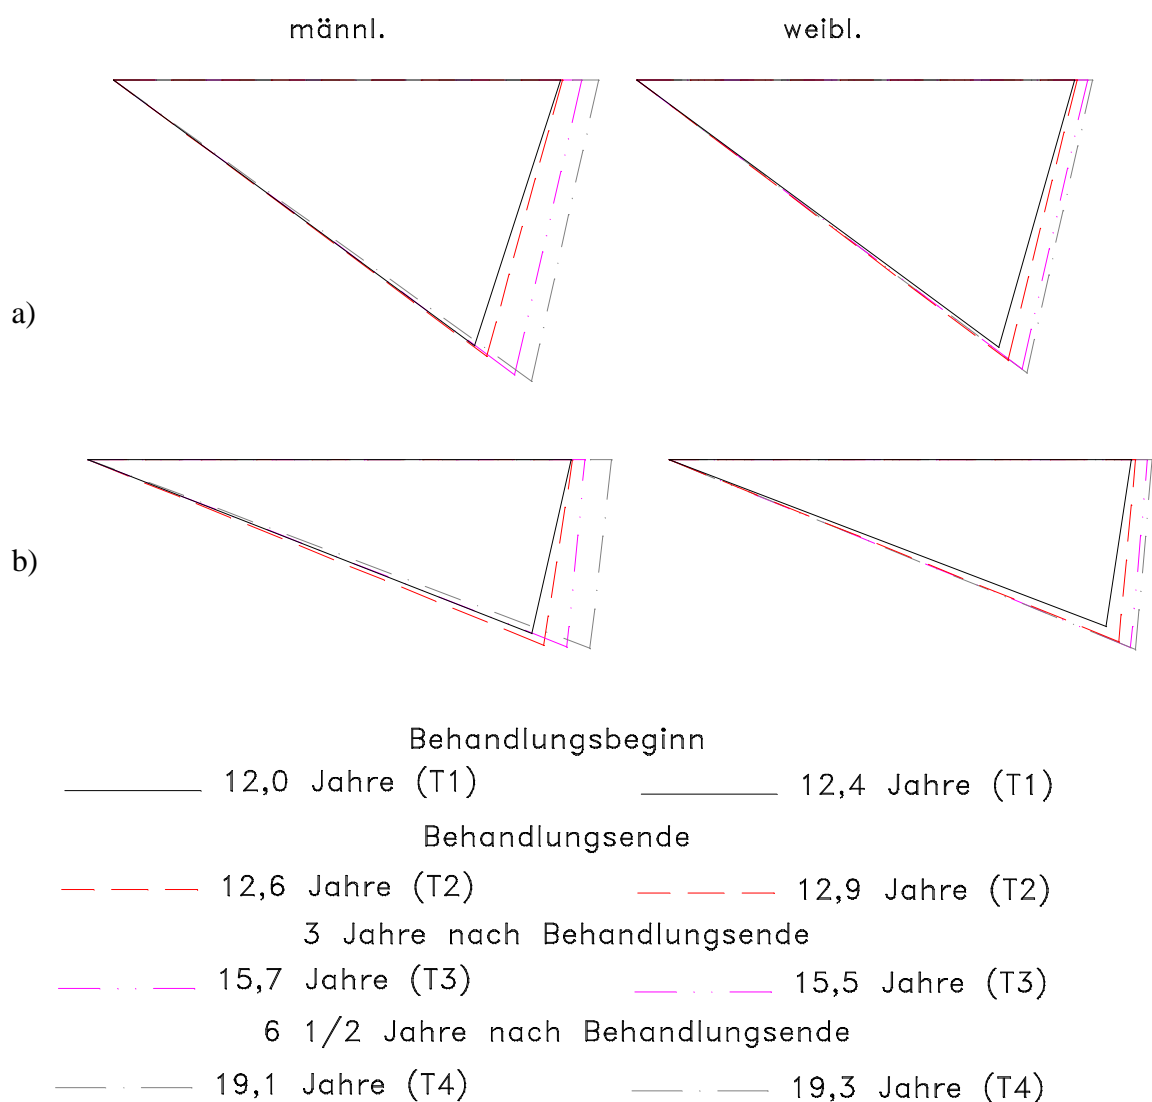 männl. weibl.
a)
b)
Behandlungsbeginn
12,0 Jahre (T1) 12,4 Jahre (T1)
Behandlungsende
12,6 Jahre (T2) 12,9 Jahre (T2)
3 Jahre nach Behandlungsende
15,7 Jahre (T3) 15,5 Jahre (T3)
6 1/2 Jahre nach Behandlungsende
19,1 Jahre (T4) 19,3 Jahre (T4)